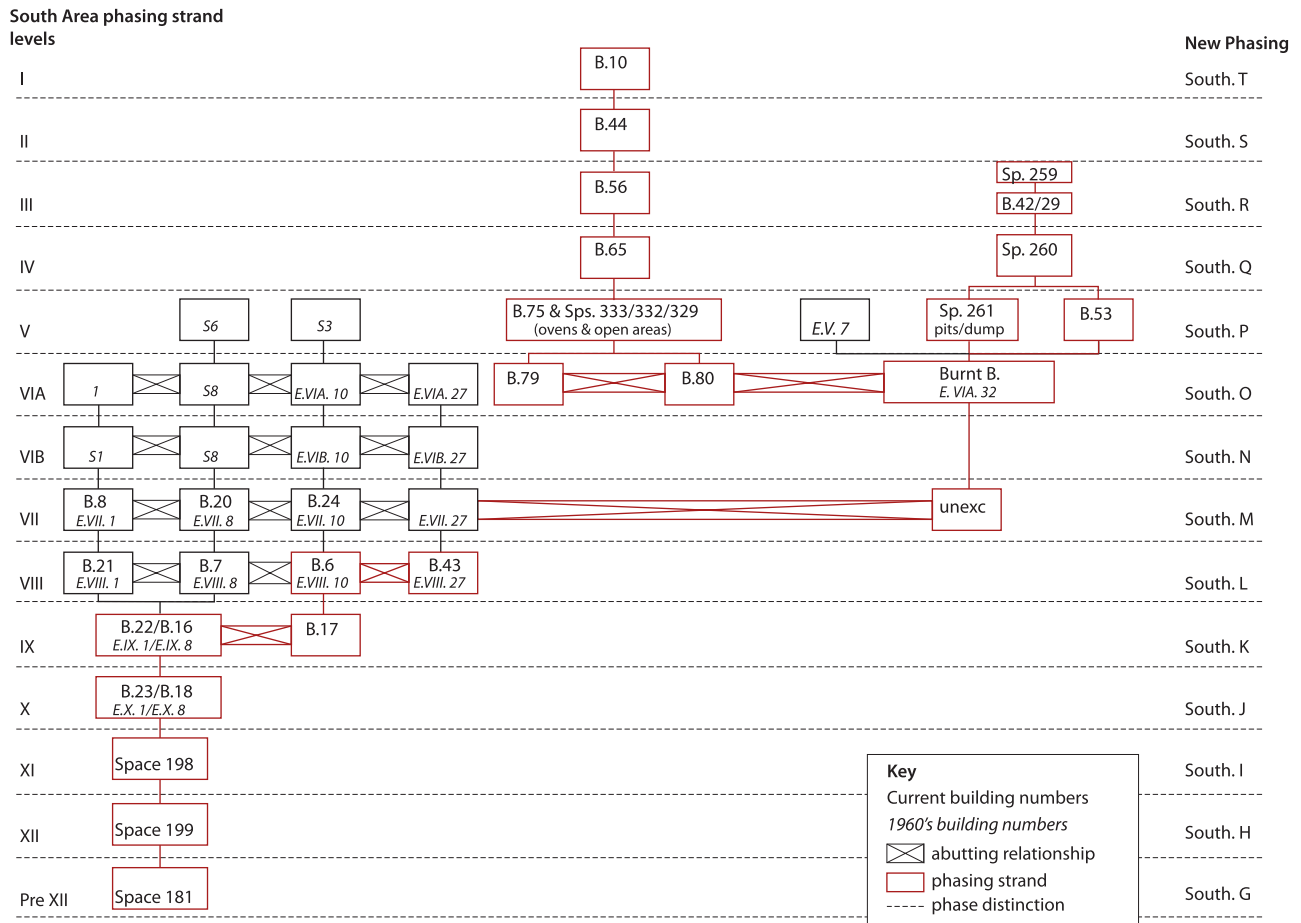 South Area phasing strand
levels
New Phasing
I
B.10
South. T
II
B.44
South. S
III
B.56
Sp. 259
B.42/29
South. R
IV
B.65
Sp. 260
South. Q
V
S6
S3
B.75 & Sps. 333/332/329
(ovens & open areas)
E.V. 7
Sp. 261
pits/dump
B.53
South. P
VIA
1
S8
E.VIA. 10
E.VIA. 27
B.79
B.80
Burnt B.
E. VIA. 32
South. O
VIB
S1
S8
E.VIB. 10
E.VIB. 27
South. N
VII
B.8
E.VII. 1
B.20
E.VII. 8
B.24
E.VII. 10
E.VII. 27
unexc
South. M
VIII
B.21
E.VIII. 1
B.7
E.VIII. 8
B.6
E.VIII. 10
B.43
E.VIII. 27
South. L
IX
B.22/B.16
E.IX. 1/E.IX. 8
B.17
South. K
X
B.23/B.18
E.X. 1/E.X. 8
South. J
XI
Space 198
South. I
XII
Space 199
South. H
Pre XII
Space 181
South. G
Key
Current building numbers
1960's building numbers
abutting relationship
phasing strand
phase distinction